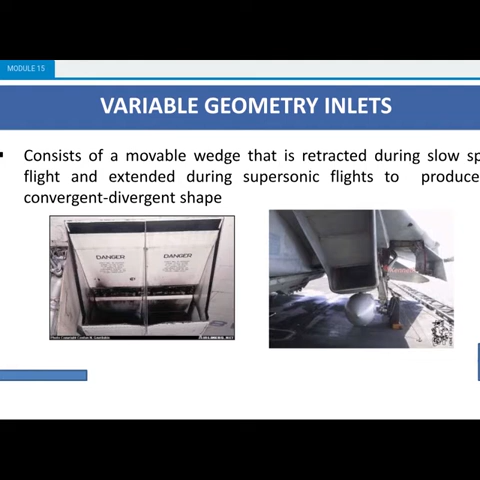 MODULE 15
VARIABLE GEOMETRY INLETS
Consists of a movable wedge that is retracted during slow sp
flight and extended during supersonic flights to produce
convergent-divergent shape
DANGER DANGER